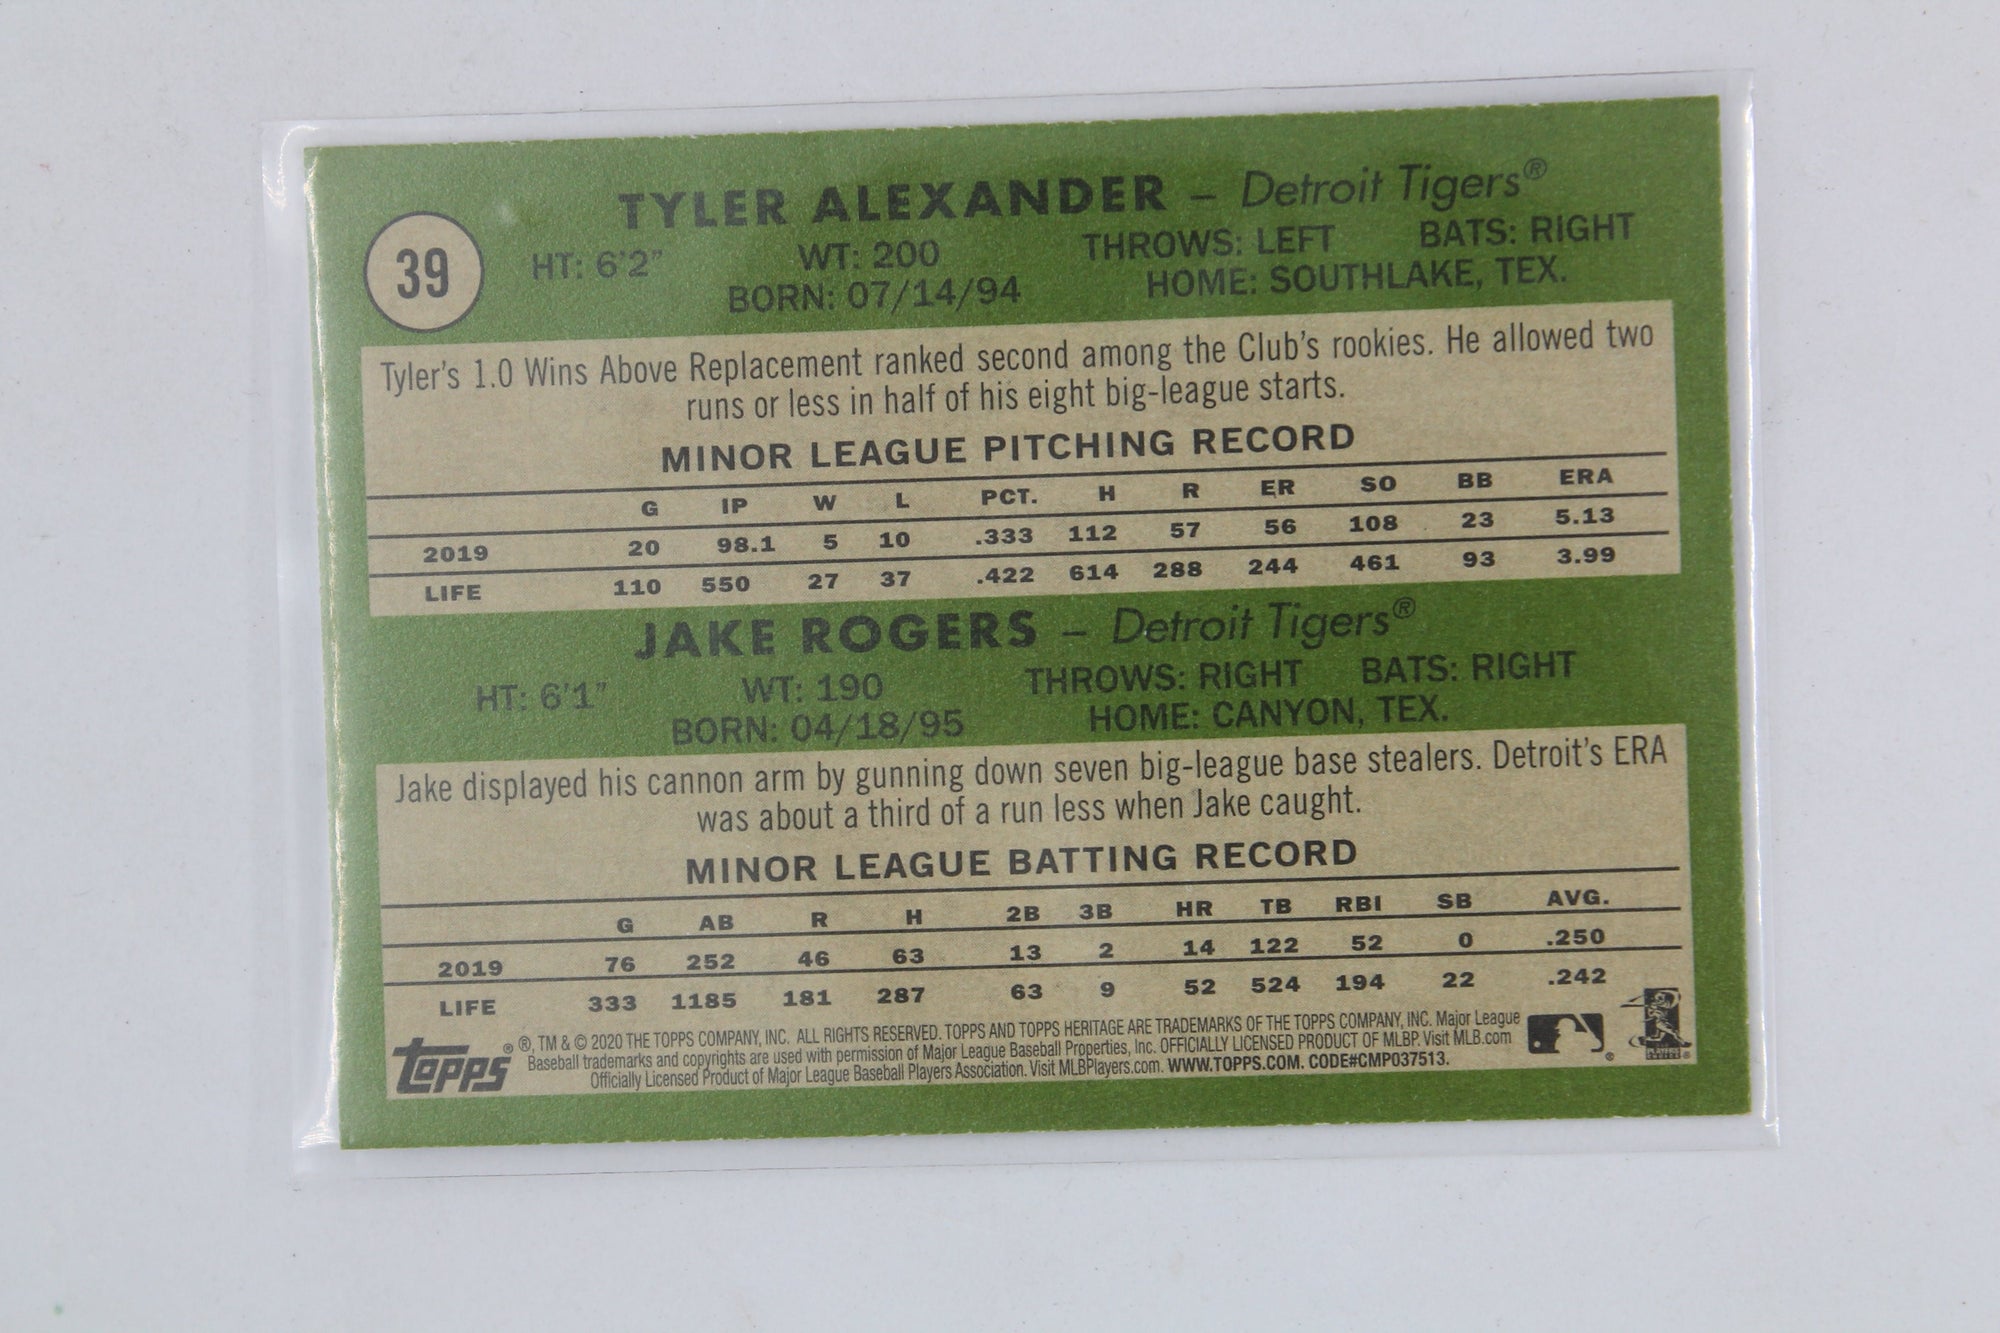 39
TYLER ALEXANDER – Detroit Tigers®
HT: 6'2" WT: 200 THROWS: LEFT BATS: RIGHT
BORN: 07/14/94 HOME: SOUTHLAKE, TEX.
Tyler's 1.0 Wins Above Replacement ranked second among the Club's rookies. He allowed two
runs or less in half of his eight big-league starts.
MINOR LEAGUE PITCHING RECORD
G IP W L PCT. H R ER SO BB ERA
2019 20 98.1 5 10 .333 112 57 56 108 23 5.13
LIFE 110 550 27 37 .422 614 288 244 461 93 3.99
JAKE ROGERS – Detroit Tigers®
HT: 6'1" WT: 190 THROWS: RIGHT BATS: RIGHT
BORN: 04/18/95 HOME: CANYON, TEX.
Jake displayed his cannon arm by gunning down seven big-league base stealers. Detroit's ERA
was about a third of a run less when Jake caught.
MINOR LEAGUE BATTING RECORD
G AB R H 2B 3B HR TB RBI SB AVG.
2019 76 252 46 63 13 2 14 122 52 0 .250
LIFE 333 1185 181 287 63 9 52 524 194 22 .242
topps®
®, TM & © 2020 THE TOPPS COMPANY, INC. ALL RIGHTS RESERVED. TOPPS AND TOPPS HERITAGE ARE TRADEMARKS OF THE TOPPS COMPANY, INC. Major League
Baseball trademarks and copyrights are used with permission of Major League Baseball Properties, Inc. OFFICIALLY LICENSED PRODUCT OF MLBP. Visit MLB.com
Officially Licensed Product of Major League Baseball Players Association. Visit MLBPlayers.com. WWW.TOPPS.COM. CODE#CMP037513.